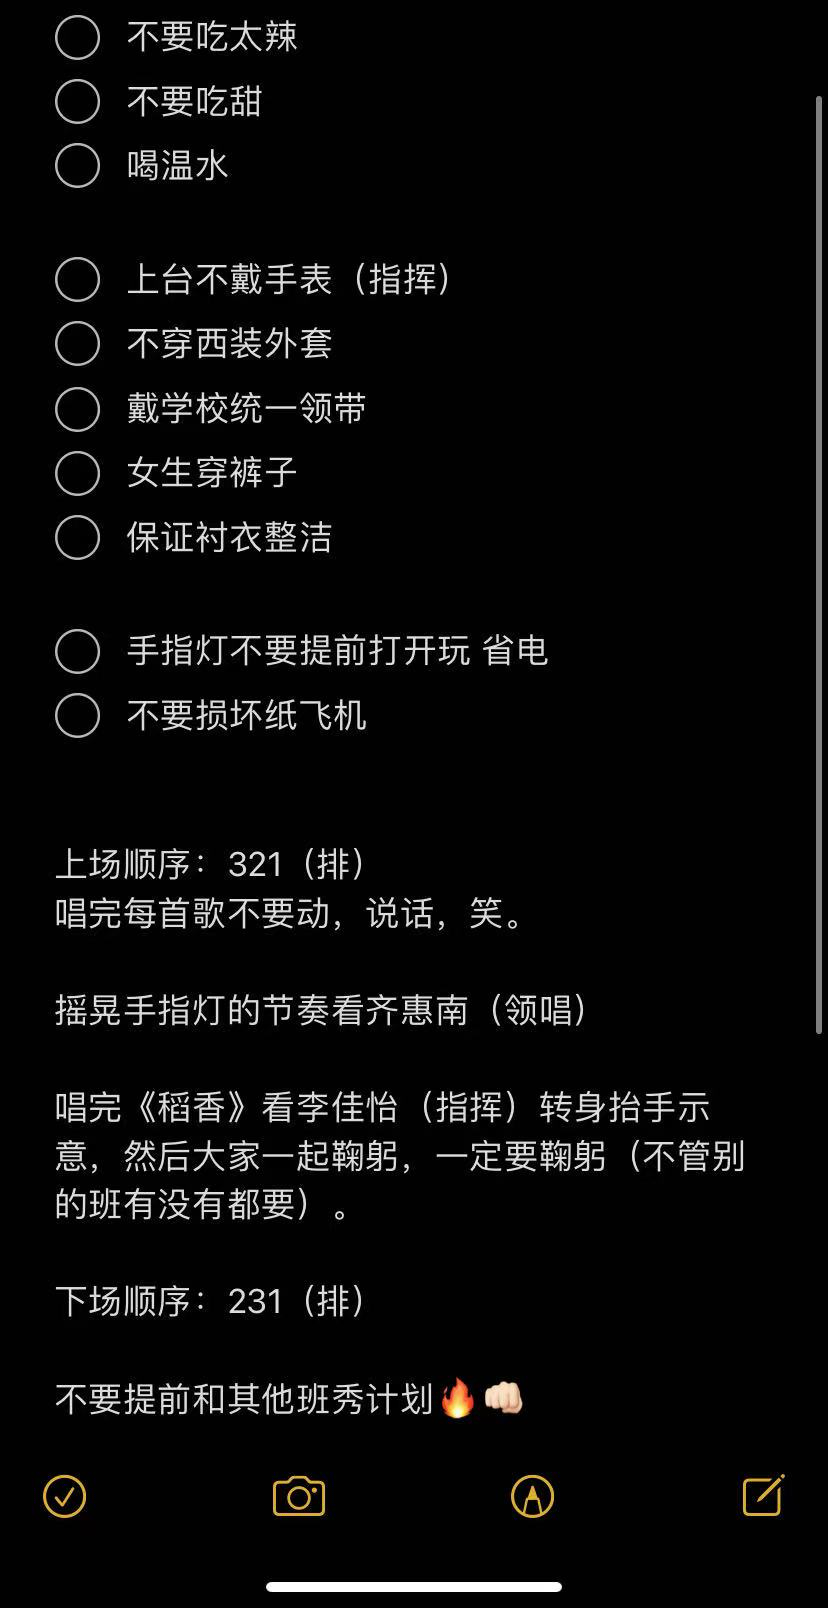 不要吃太辣
不要吃甜
喝温水
上台不戴手表（指挥）
不穿西装外套
戴学校统一领带
女生穿裤子
保证衬衣整洁
手指灯不要提前打开玩 省电
不要损坏纸飞机
上场顺序：321（排）
唱完每首歌不要动，说话，笑。
摇晃手指灯的节奏看齐惠南（领唱）
唱完《稻香》看李佳怡（指挥）转身抬手示
意，然后大家一起鞠躬，一定要鞠躬（不管别
的班有没有都要）。
下场顺序：231（排）
不要提前和其他班秀计划🔥👊🏻